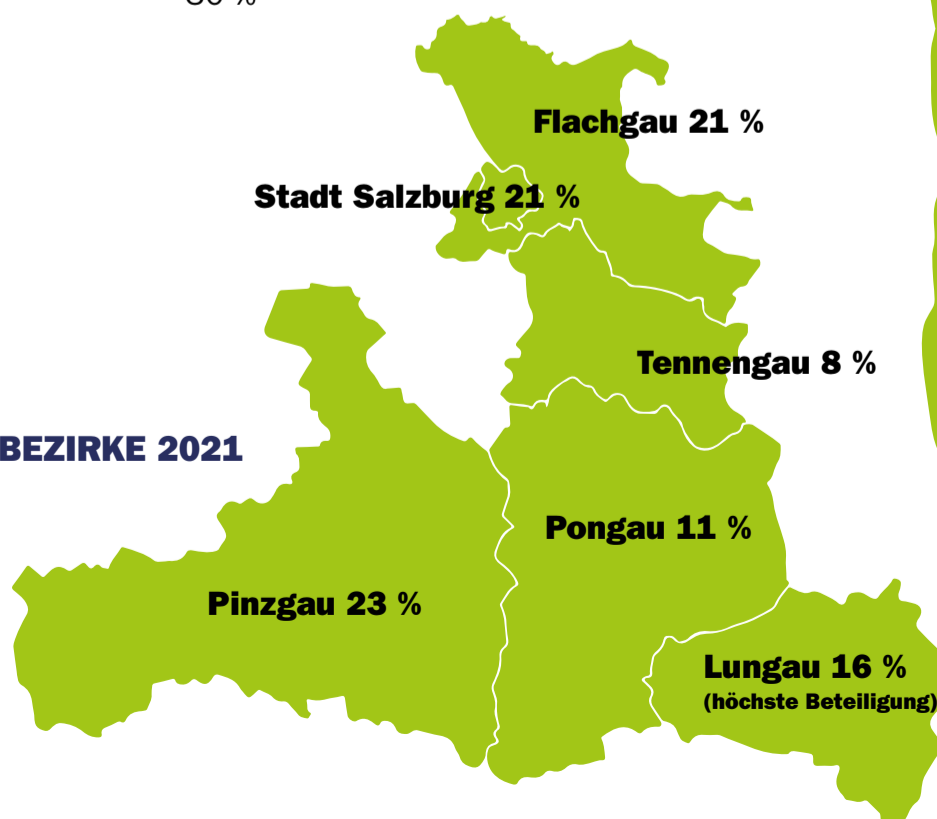 Flachgau 21 %
Stadt Salzburg 21 %
Tennengau 8 %
BEZIRKE 2021
Pongau 11 %
Pinzgau 23 %
Lungau 16 %
(höchste Beteiligung)